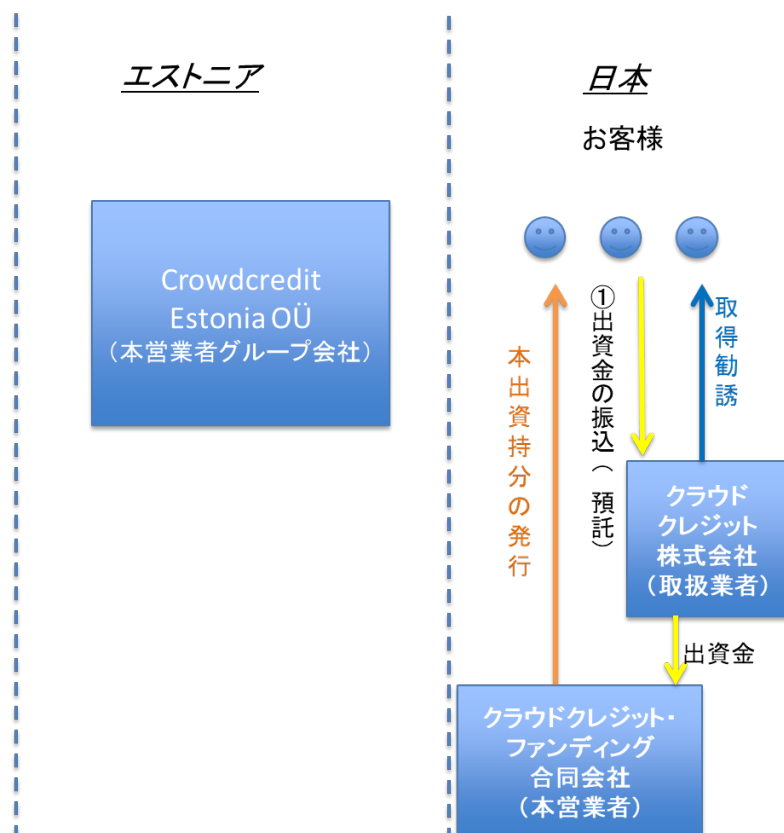 エストニア
日本
お客様
Crowdcredit
Estonia OÜ
（本営業者グループ会社）
本出資持分の発行
①出資金の振込（ 預託）
取得勧誘
クラウド
クレジット
株式会社
（取扱業者）
出資金
クラウドクレジット・
ファンディング
合同会社
（本営業者）